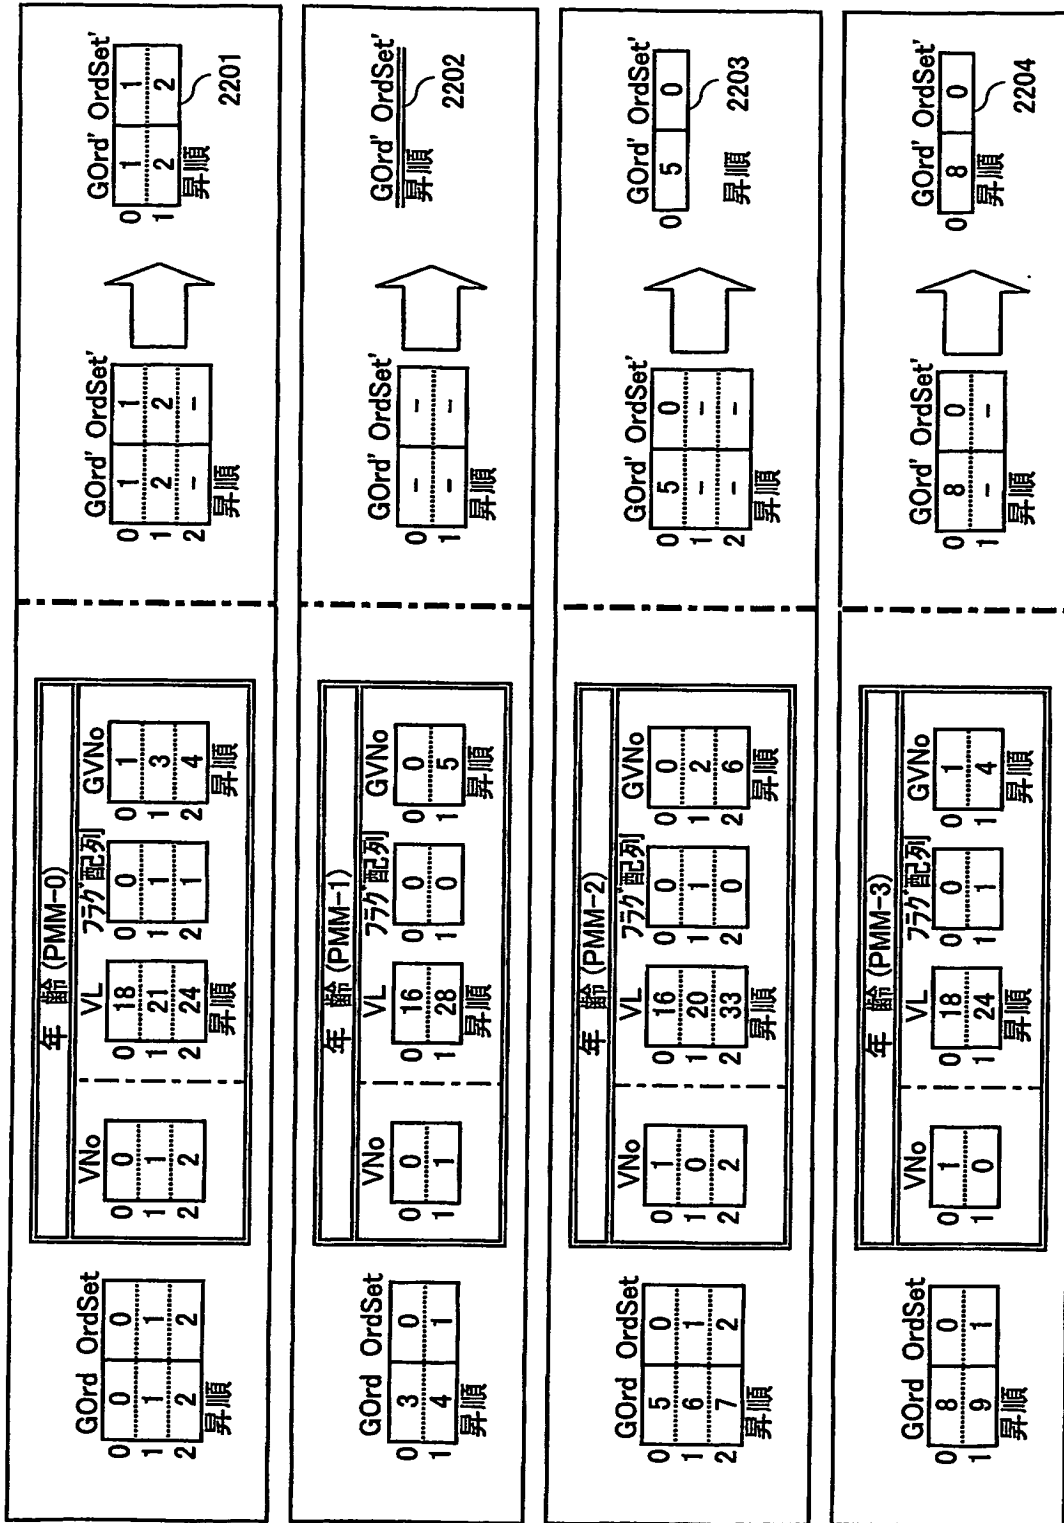 GOrd OrdSet
0 0 0
1 1 1
2 2 2
昇順
年 齢 (PMM-0)
VNo VL フラグ配列 GVNo
0 0 0 18 0 0 0 1
1 1 1 21 1 1 1 3
2 2 2 24 2 1 2 4
昇順 昇順
GOrd' OrdSet'
0 1 1
1 2 2
2 - -
昇順
GOrd' OrdSet'
0 1 1
1 2 2
昇順
2201
GOrd OrdSet
0 3 0
1 4 1
昇順
年 齢 (PMM-1)
VNo VL フラグ配列 GVNo
0 0 0 16 0 0 0 0
1 1 1 28 1 0 1 5
昇順 昇順
GOrd' OrdSet'
0 - -
1 - -
昇順
GOrd' OrdSet'
昇順
2202
GOrd OrdSet
0 5 0
1 6 1
2 7 2
昇順
年 齢 (PMM-2)
VNo VL フラグ配列 GVNo
0 1 0 16 0 0 0 0
1 0 1 20 1 1 1 2
2 2 2 33 2 0 2 6
昇順 昇順
GOrd' OrdSet'
0 5 0
1 - -
2 - -
昇順
GOrd' OrdSet'
0 5 0
昇順
2203
GOrd OrdSet
0 8 0
1 9 1
昇順
年 齢 (PMM-3)
VNo VL フラグ配列 GVNo
0 1 0 18 0 0 0 1
1 0 1 24 1 1 1 4
昇順 昇順
GOrd' OrdSet'
0 8 0
1 - -
昇順
GOrd' OrdSet'
0 8 0
昇順
2204